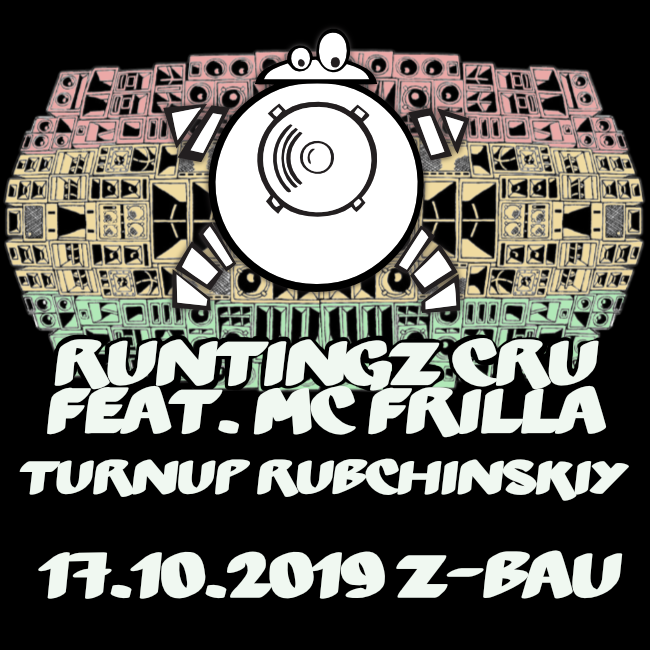 RUNTINGZ CRU
FEAT. MC FRILLA
TURNUP RUBCHINSKIY
17.10.2019 Z-BAU